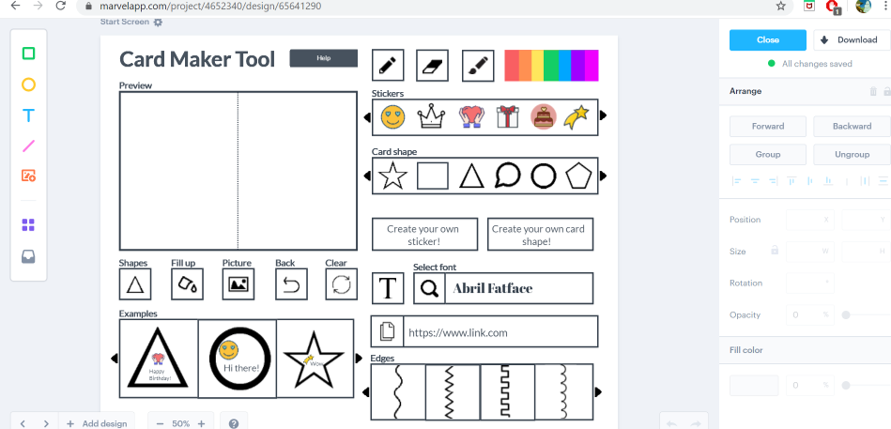 marvelapp.com/project/4652340/design/65641290
1
Start Screen
Close
Download
All changes saved
Card Maker Tool
Help
Preview
Stickers
Card shape
Create your own
sticker!
Create your own card
shape!
Shapes
Fill up
Picture
Back
Clear
Select font
T
Abril Fatface
https://www.link.com
Examples
Happy
Birthday!
Hi there!
Wow
Edges
Arrange
Forward
Backward
Group
Ungroup
Position
X
Y
Size
W
H
Rotation
°
Opacity
0
%
Fill color
0
%
Add design
50%